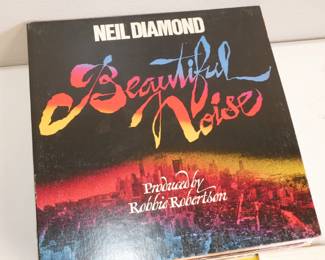 NEIL DIAMOND
Beautiful
Noise
Produced by
Robbie Robertson